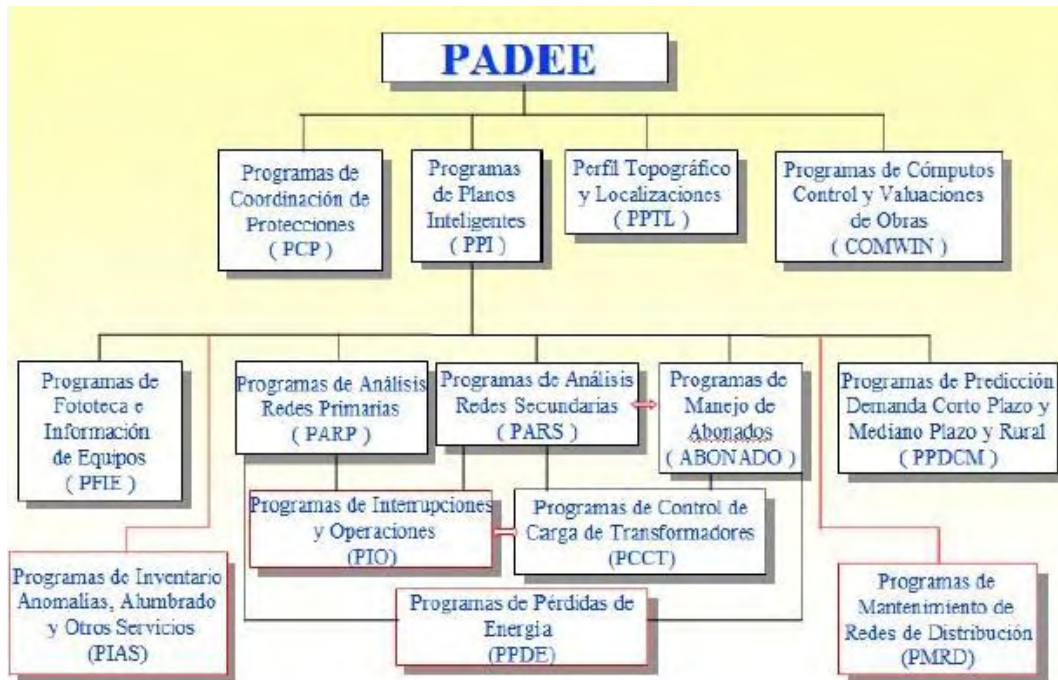 PADEE
Programas de
Coordinación de
Protecciones
( PCP )
Programas
de Planos
Inteligentes
( PPI )
Perfil Topográfico
y Localizaciones
( PPTL )
Programas de Cómputos
Control y Valuaciones
de Obras
( COMWIN )
Programas de
Fototeca e
Información
de Equipos
( PFIE )
Programas de Análisis
Redes Primarias
( PARP )
Programas de Análisis
Redes Secundarias
( PARS )
Programas de
Manejo de
Abonados
( ABONADO )
Programas de Predicción
Demanda Corto Plazo y
Mediano Plazo y Rural
( PPDCM )
Programas de Interrupciones
y Operaciones
(PIO)
Programas de Control de
Carga de Transformadores
(PCCT)
Programas de Inventario
Anomalías, Alumbrado
y Otros Servicios
(PIAS)
Programas de Pérdidas de
Energía
(PPDE)
Programas de
Mantenimiento de
Redes de Distribución
(PMRD)